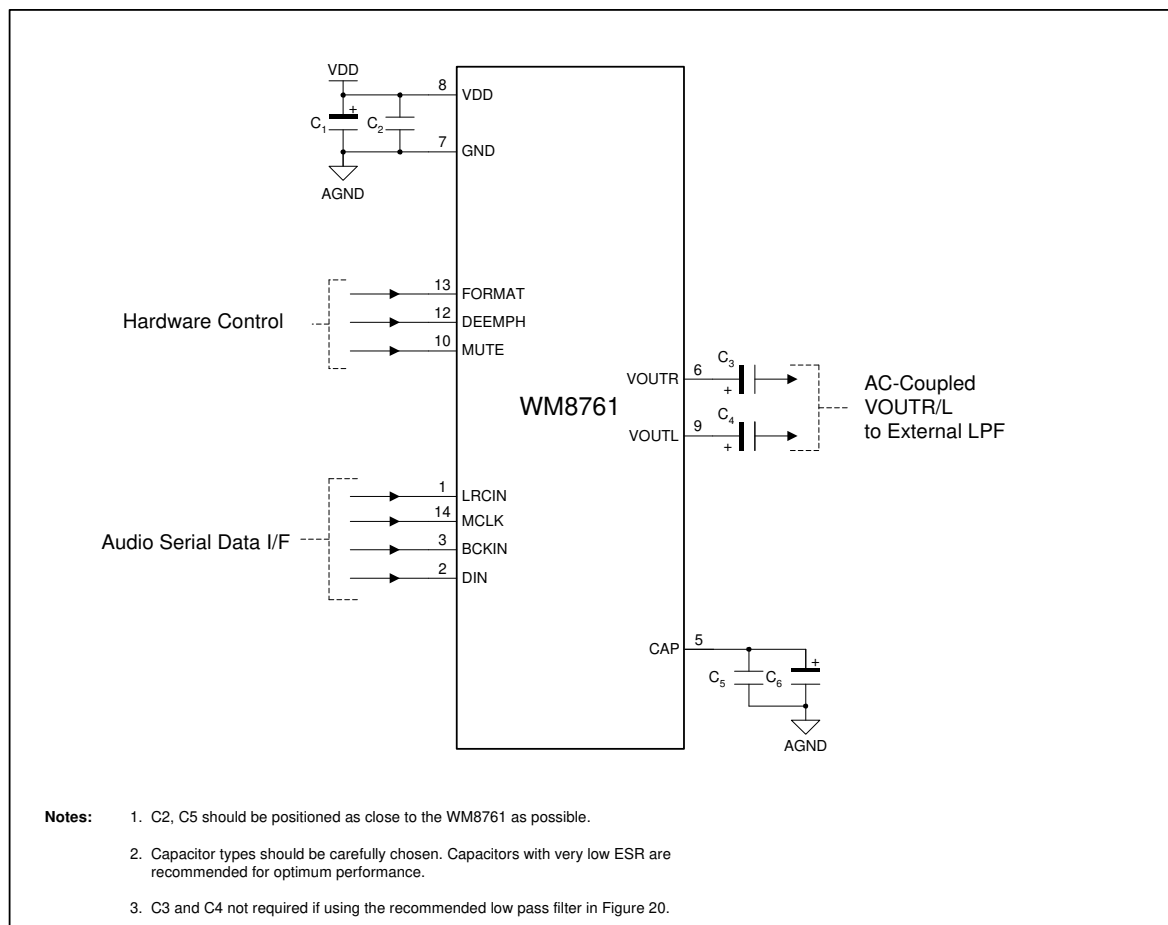 VDD
8
VDD
+
C1
C2
7
GND
AGND
Hardware Control
13
FORMAT
12
DEEMPH
10
MUTE
WM8761
VOUTR
6
C3
+
VOUTL
9
C4
+
AC-Coupled
VOUTR/L
to External LPF
Audio Serial Data I/F
1
LRCIN
14
MCLK
3
BCKIN
2
DIN
CAP
5
+
C5
C6
AGND
Notes:
1. C2, C5 should be positioned as close to the WM8761 as possible.
2. Capacitor types should be carefully chosen. Capacitors with very low ESR are
recommended for optimum performance.
3. C3 and C4 not required if using the recommended low pass filter in Figure 20.